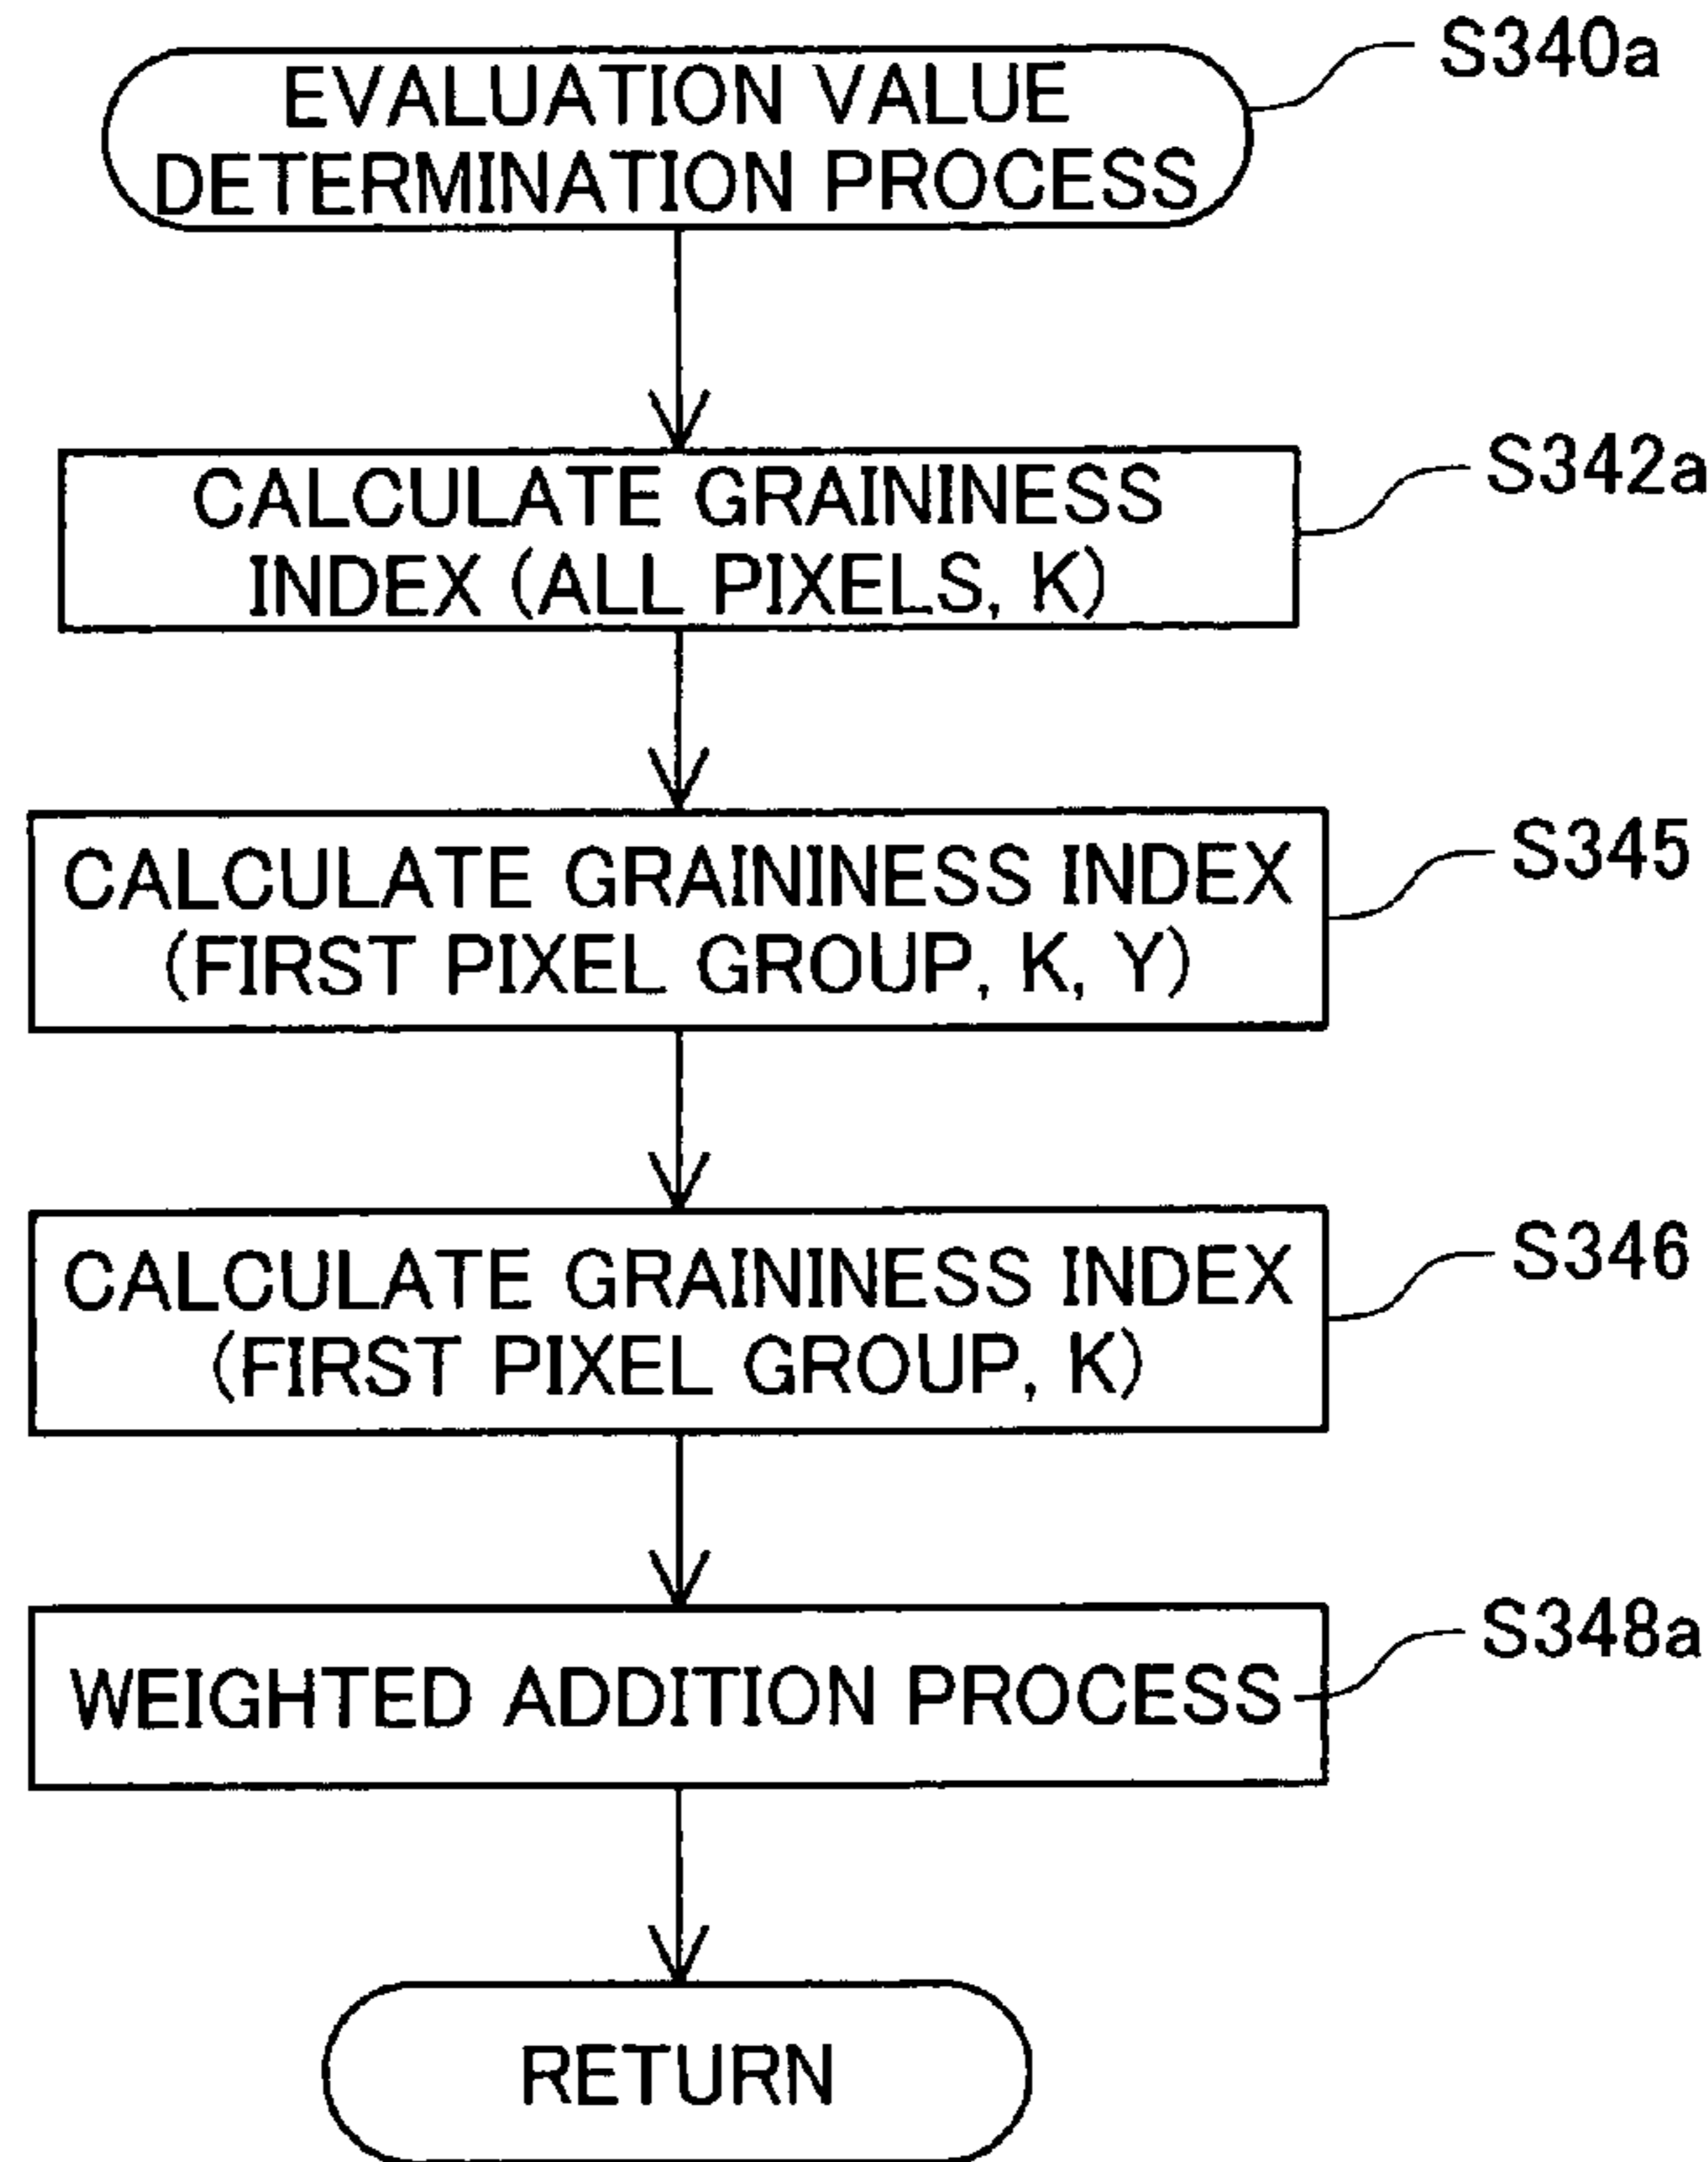 S340a
EVALUATION VALUE
DETERMINATION PROCESS
S342a
CALCULATE GRAININESS
INDEX (ALL PIXELS, K)
S345
CALCULATE GRAININESS INDEX
(FIRST PIXEL GROUP, K, Y)
S346
CALCULATE GRAININESS INDEX
(FIRST PIXEL GROUP, K)
S348a
WEIGHTED ADDITION PROCESS
RETURN